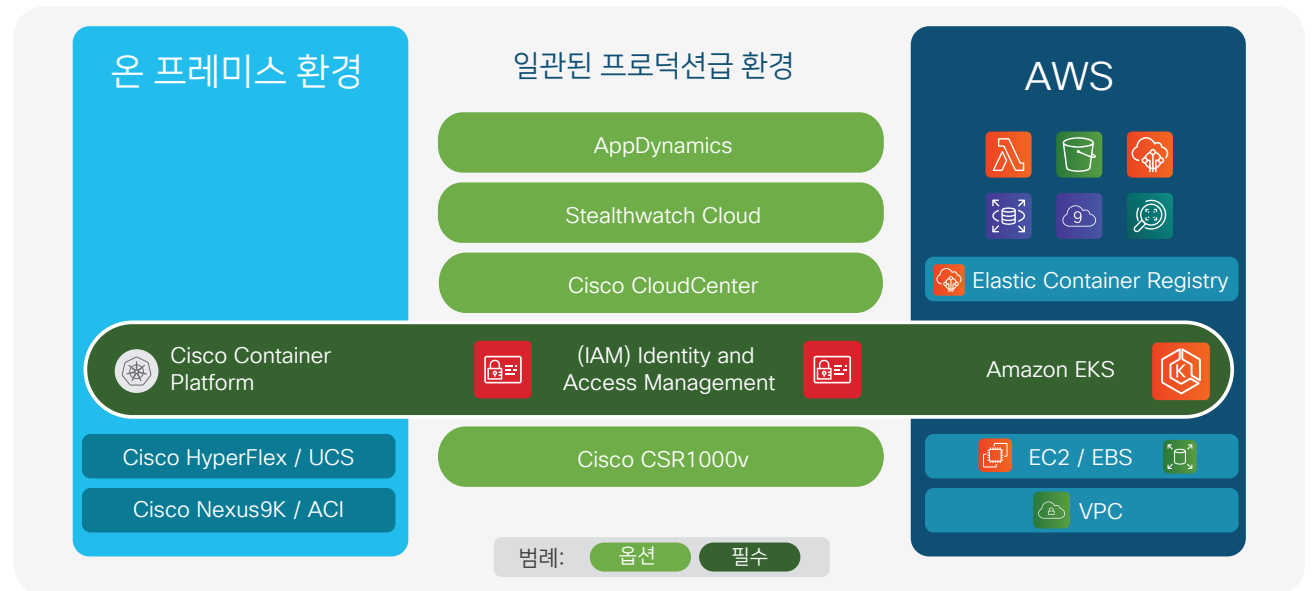 온 프레미스 환경
Cisco Container
Platform
Cisco HyperFlex / UCS
Cisco Nexus9K / ACI
일관된 프로덕션급 환경
AppDynamics
Stealthwatch Cloud
Cisco CloudCenter
(IAM) Identity and
Access Management
Cisco CSR1000v
AWS
9
Elastic Container Registry
Amazon EKS
K
EC2 / EBS
VPC
범례:
옵션
필수